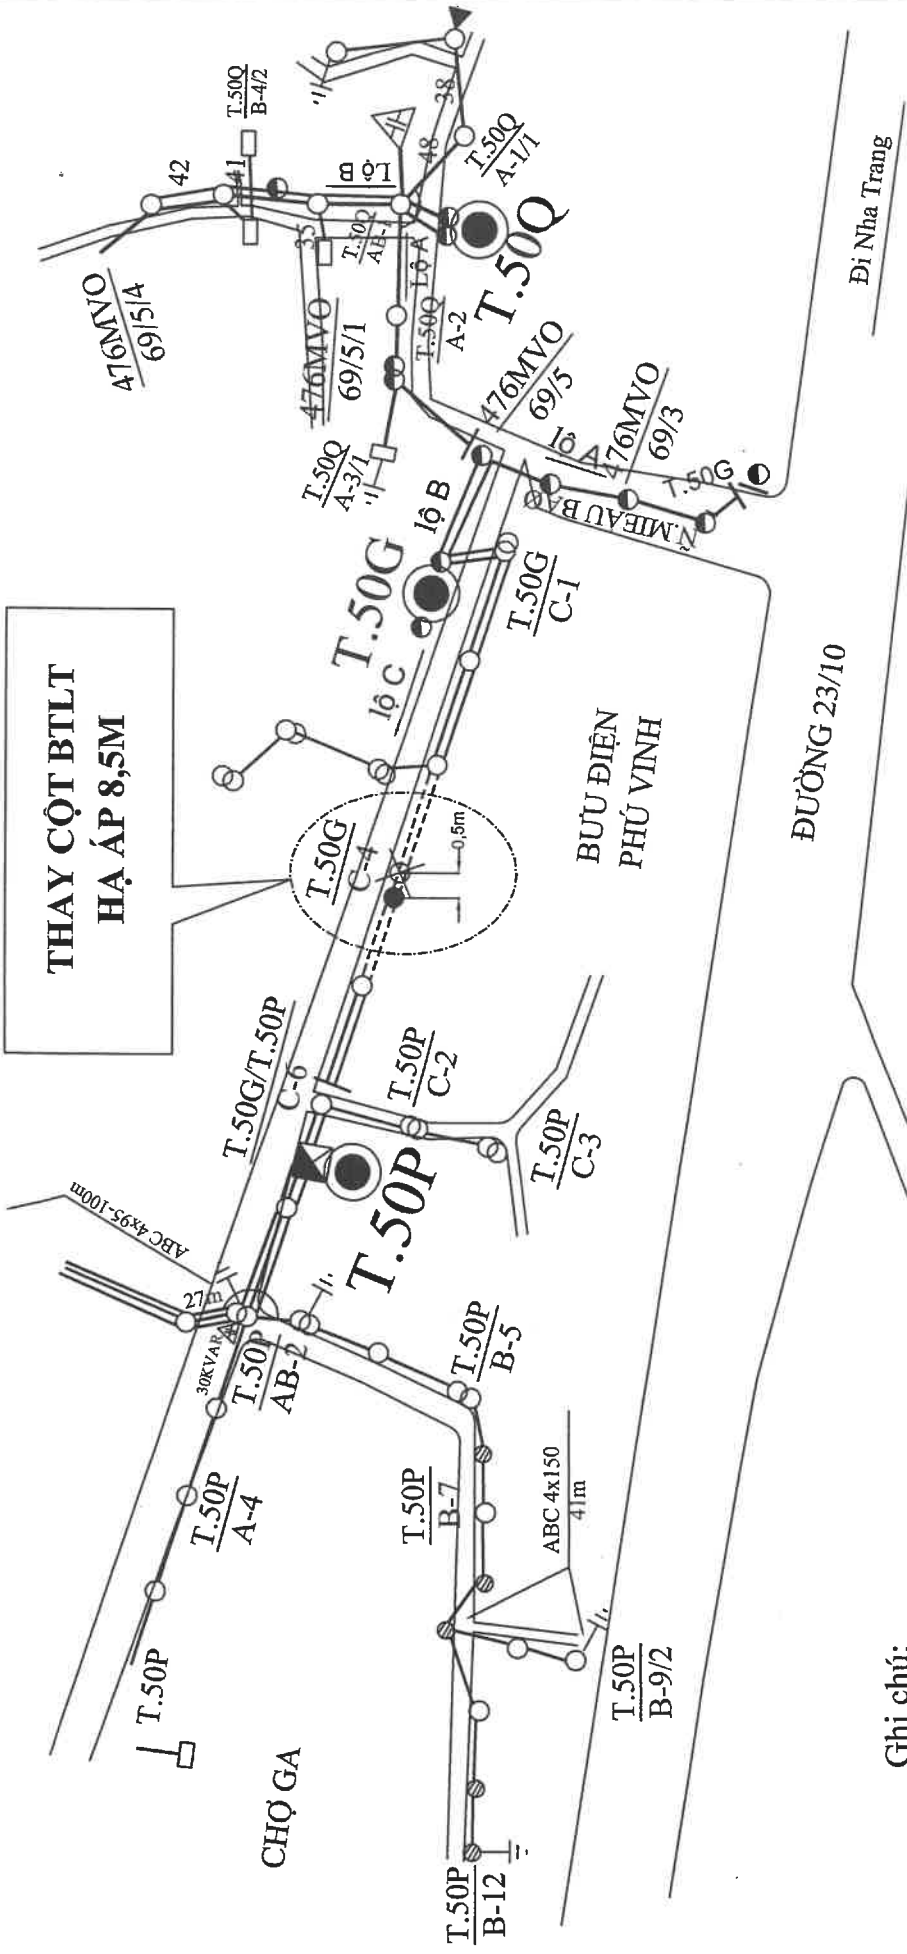 THAY CỘT BTLT
HẠ ÁP 8,5M
T.50P
CHỢ GA
T.50P
A-4
30KVAR
27m
ABC 4x95-100m
T.50P
AB-2
T.50P
T.50G/T.50P
C-6
T.50P
C-2
T.50P
C-3
T.50P
B-5
T.50P
B-7
ABC 4x150
41m
T.50P
B-9/2
T.50P
B-12
T.50G
C-4
0,5m
lộ C
T.50G
lộ B
T.50G
C-1
BƯU ĐIỆN
PHÚ VINH
ĐƯỜNG 23/10
Đi Nha Trang
476MVO
69/5/4
42
41
T.50Q
B-4/2
35
476MVO
69/5/1
T.50Q
A-3/1
T.50Q
AB-1
Lộ B
Lộ A
T.50Q
A-2
T.50Q
48
38
T.50Q
A-1/1
476MVO
69/5
lộ A
476MVO
69/3
T.50G
Ñ.MIEAU BA
Ghi chú: